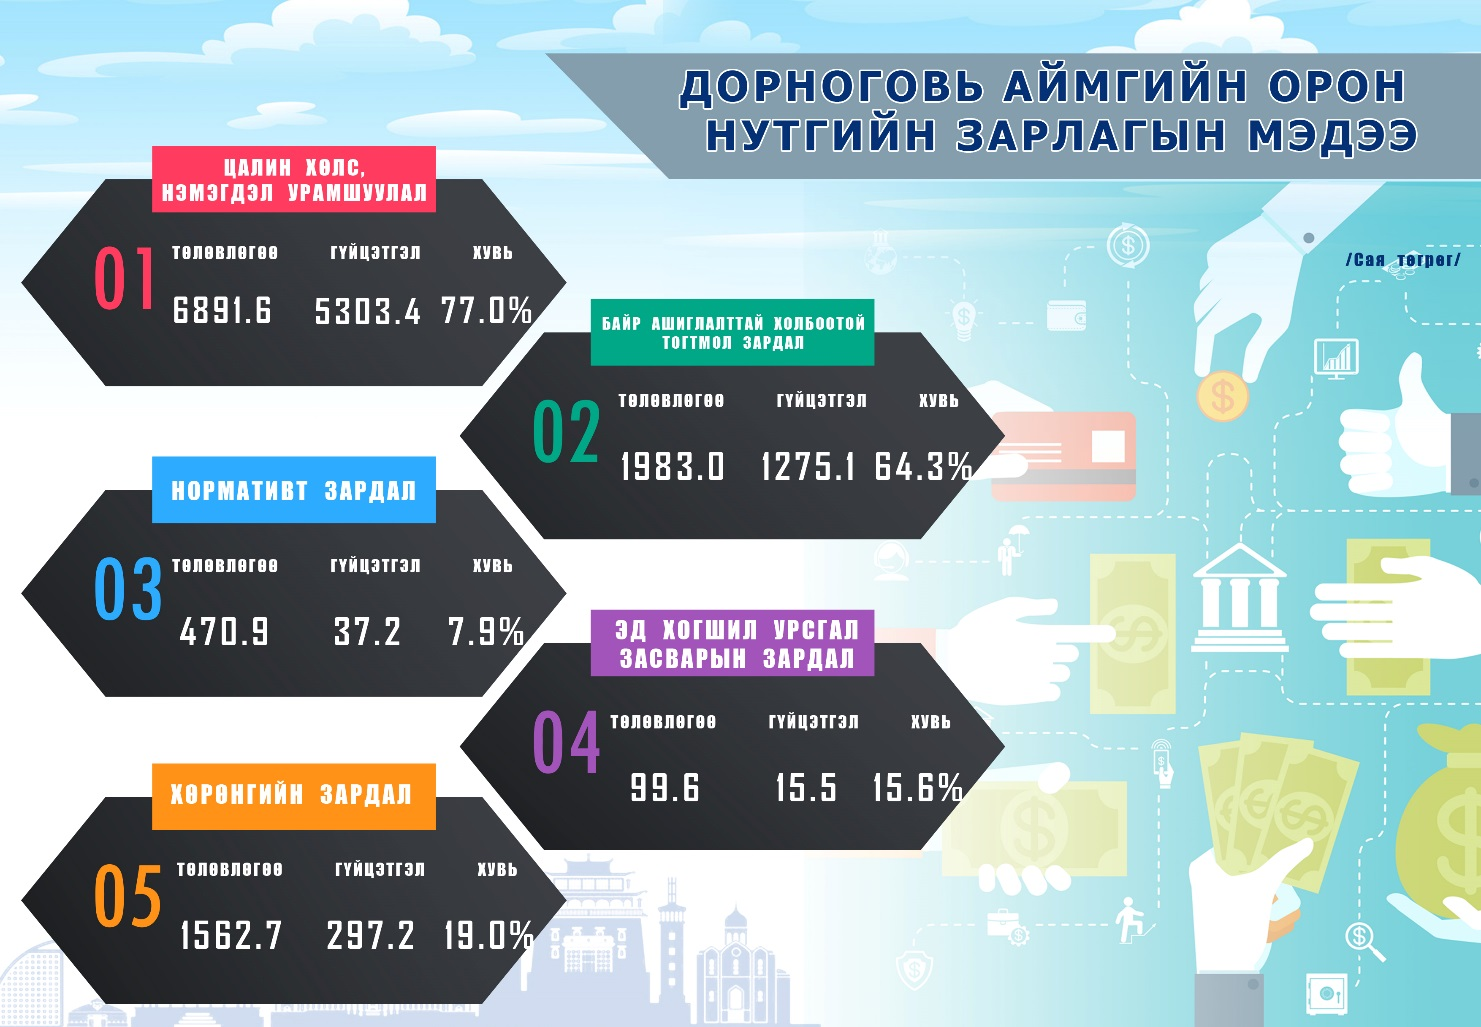 ДОРНОГОВЬ АЙМГИЙН ОРОН
НУТГИЙН ЗАРЛАГЫН МЭДЭЭ
/Сая төгрөг/
ЦАЛИН ХӨЛС,
НЭМЭГДЭЛ УРАМШУУЛАЛ
01
ТӨЛӨВЛӨГӨӨ ГҮЙЦЭТГЭЛ ХУВЬ
6891.6 5303.4 77.0%
БАЙР АШИГЛАЛТТАЙ ХОЛБООТОЙ
ТОГТМОЛ ЗАРДАЛ
02
ТӨЛӨВЛӨГӨӨ ГҮЙЦЭТГЭЛ ХУВЬ
1983.0 1275.1 64.3%
НОРМАТИВТ ЗАРДАЛ
03
ТӨЛӨВЛӨГӨӨ ГҮЙЦЭТГЭЛ ХУВЬ
470.9 37.2 7.9%
ЭД ХОГШИЛ УРСГАЛ
ЗАСВАРЫН ЗАРДАЛ
04
ТӨЛӨВЛӨГӨӨ ГҮЙЦЭТГЭЛ ХУВЬ
99.6 15.5 15.6%
ХӨРӨНГИЙН ЗАРДАЛ
05
ТӨЛӨВЛӨГӨӨ ГҮЙЦЭТГЭЛ ХУВЬ
1562.7 297.2 19.0%